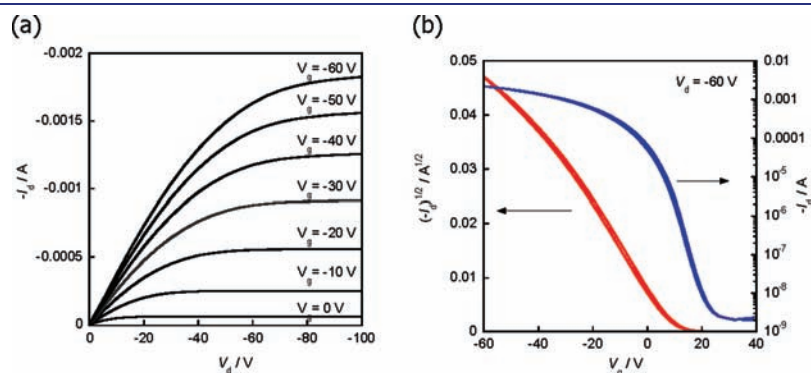 (a)
-0.002
-0.0015
-0.001
-0.0005
0
-I_d / A
V_g = -60 V
V_g = -50 V
V_g = -40 V
V_g = -30 V
V_g = -20 V
V_g = -10 V
V_g = 0 V
0 -20 -40 -60 -80 -100
V_d / V
(b)
0.05
0.04
0.03
0.02
0.01
0
(-I_d)^1/2 / A^1/2
V_d = -60 V
0.01
0.001
0.0001
10^-5
10^-6
10^-7
10^-8
10^-9
-I_d / A
-60 -40 -20 0 20 40
V_g / V